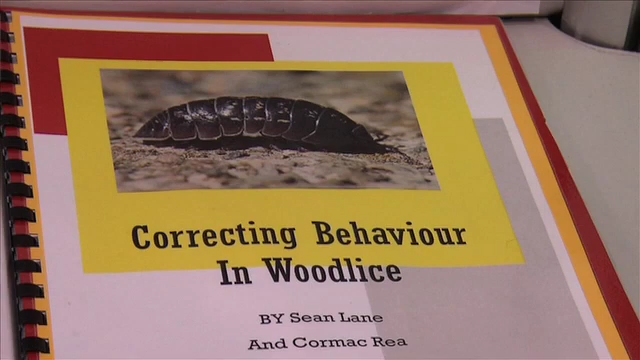 Correcting Behaviour
In Woodlice
BY Sean Lane
And Cormac Rea